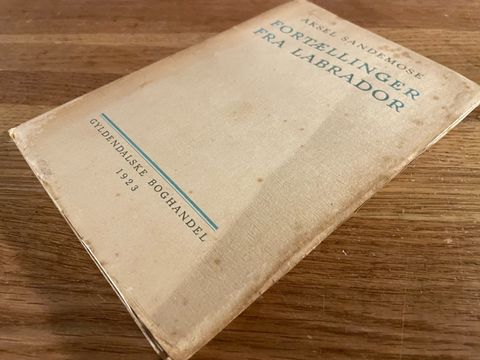 AKSEL SANDEMOSE
FORTÆLLINGER
FRA LABRADOR
GYLDENDALSKE BOGHANDEL
1923